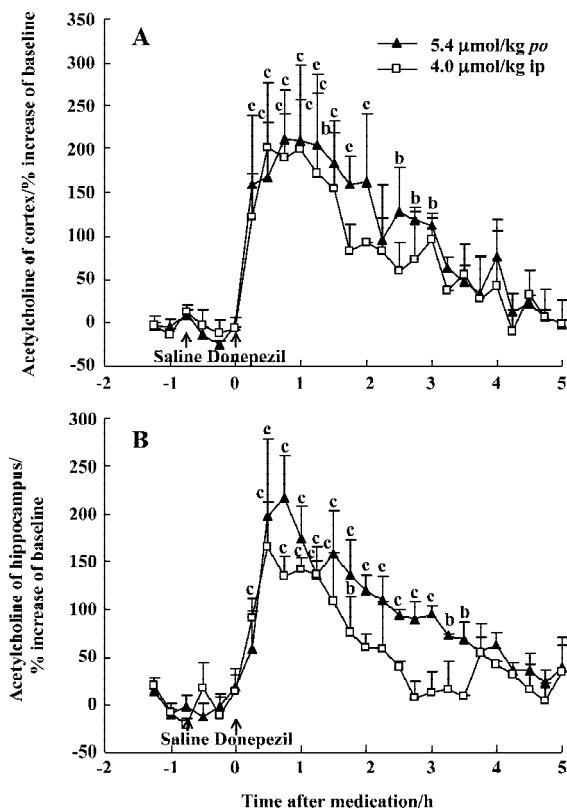 A
5.4 μmol/kg po
4.0 μmol/kg ip
Acetylcholine of cortex/% increase of baseline
350
300
250
200
150
100
50
0
-50
c c c c c c c c c b c c b b b
Saline Donepezil
-2 -1 0 1 2 3 4 5
B
Acetylcholine of hippocampus/
% increase of baseline
300
250
200
150
100
50
0
-50
c c c c c c c c c c c c b c c c c c b b
Saline Donepezil
-2 -1 0 1 2 3 4 5
Time after medication/h